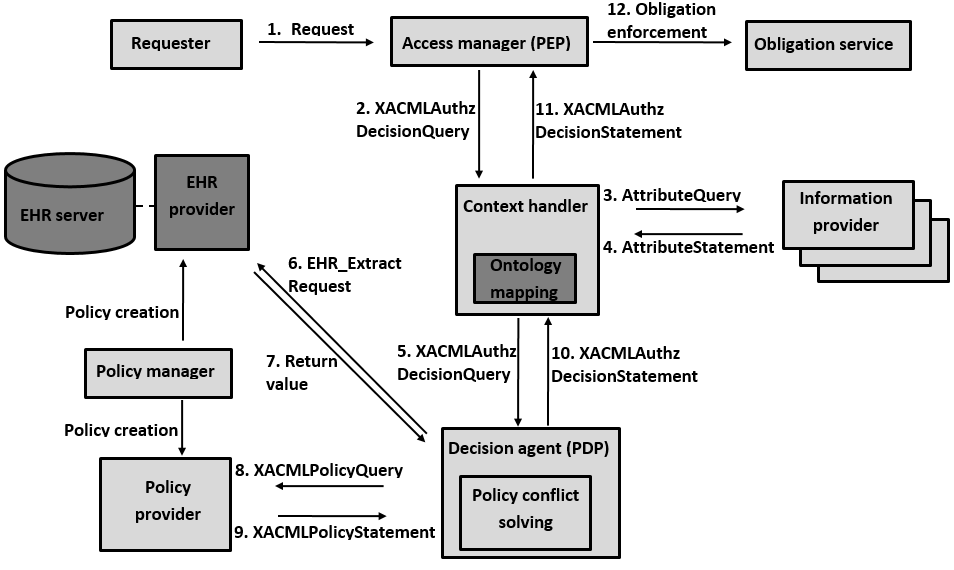 Requester
1. Request
Access manager (PEP)
12. Obligation
enforcement
Obligation service
2. XACMLAuthz
DecisionQuery
11. XACMLAuthz
DecisionStatement
EHR server
EHR
provider
Context handler
Ontology
mapping
3. AttributeQuery
4. AttributeStatement
Information
provider
6. EHR_Extract
Request
7. Return
value
Policy creation
Policy manager
Policy creation
5. XACMLAuthz
DecisionQuery
10. XACMLAuthz
DecisionStatement
Policy
provider
8. XACMLPolicyQuery
9. XACMLPolicyStatement
Decision agent (PDP)
Policy conflict
solving